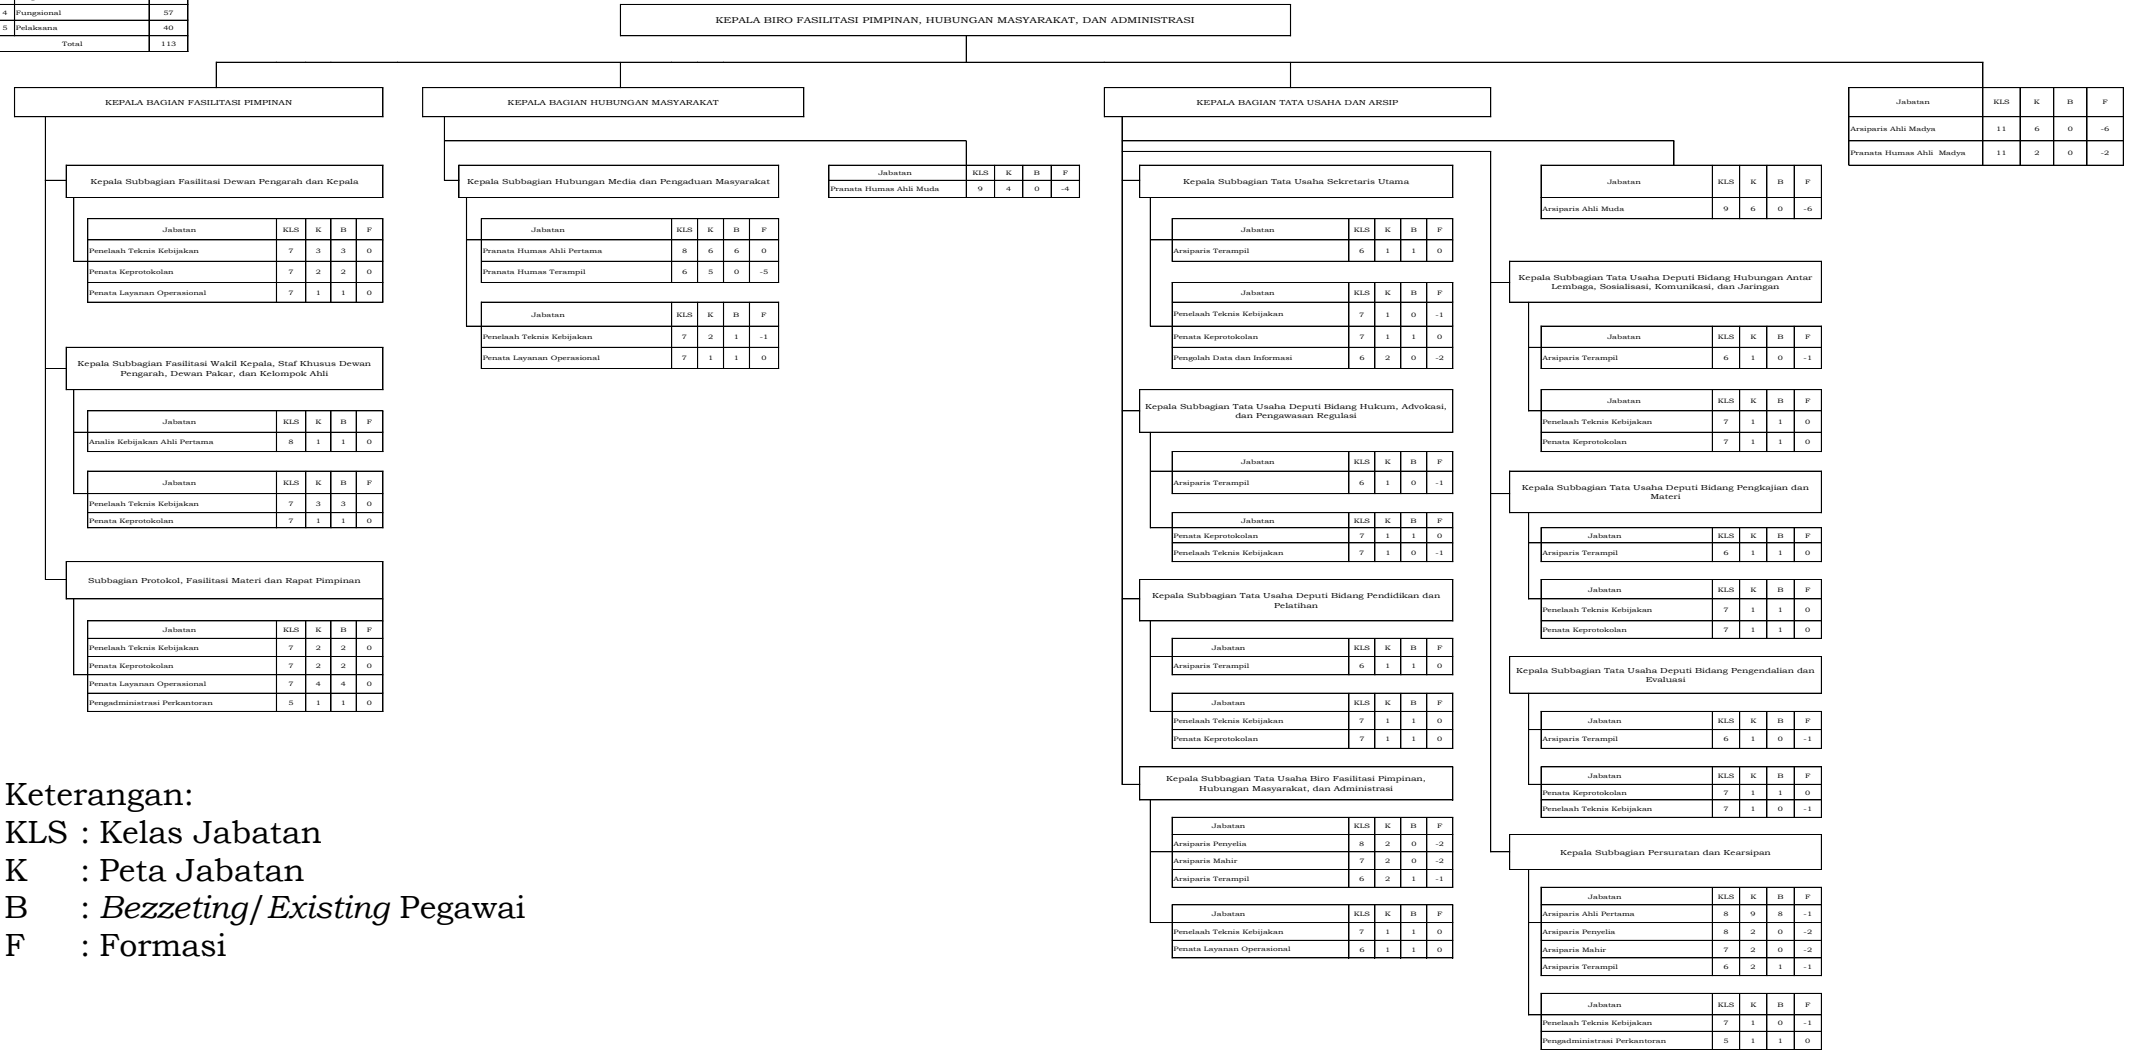 4 Fungsional 57
5 Pelaksana 40
Total 113
KEPALA BIRO FASILITASI PIMPINAN, HUBUNGAN MASYARAKAT, DAN ADMINISTRASI
KEPALA BAGIAN FASILITASI PIMPINAN
Kepala Subbagian Fasilitasi Dewan Pengarah dan Kepala
Jabatan KLS K B F
Penelaah Teknis Kebijakan 7 3 3 0
Penata Keprotokolan 7 2 2 0
Penata Layanan Operasional 7 1 1 0
Kepala Subbagian Fasilitasi Wakil Kepala, Staf Khusus Dewan
Pengarah, Dewan Pakar, dan Kelompok Ahli
Jabatan KLS K B F
Analis Kebijakan Ahli Pertama 8 1 1 0
Jabatan KLS K B F
Penelaah Teknis Kebijakan 7 3 3 0
Penata Keprotokolan 7 1 1 0
Subbagian Protokol, Fasilitasi Materi dan Rapat Pimpinan
Jabatan KLS K B F
Penelaah Teknis Kebijakan 7 2 2 0
Penata Keprotokolan 7 2 2 0
Penata Layanan Operasional 7 4 4 0
Pengadministrasi Perkantoran 5 1 1 0
KEPALA BAGIAN HUBUNGAN MASYARAKAT
Kepala Subbagian Hubungan Media dan Pengaduan Masyarakat
Jabatan KLS K B F
Pranata Humas Ahli Pertama 8 6 6 0
Pranata Humas Terampil 6 5 0 -5
Jabatan KLS K B F
Penelaah Teknis Kebijakan 7 2 1 -1
Penata Layanan Operasional 7 1 1 0
Jabatan KLS K B F
Pranata Humas Ahli Muda 9 4 0 -4
KEPALA BAGIAN TATA USAHA DAN ARSIP
Kepala Subbagian Tata Usaha Sekretaris Utama
Jabatan KLS K B F
Arsiparis Terampil 6 1 1 0
Jabatan KLS K B F
Penelaah Teknis Kebijakan 7 1 0 -1
Penata Keprotokolan 7 1 1 0
Pengolah Data dan Informasi 6 2 0 -2
Kepala Subbagian Tata Usaha Deputi Bidang Hukum, Advokasi,
dan Pengawasan Regulasi
Jabatan KLS K B F
Arsiparis Terampil 6 1 0 -1
Jabatan KLS K B F
Penata Keprotokolan 7 1 1 0
Penelaah Teknis Kebijakan 7 1 0 -1
Kepala Subbagian Tata Usaha Deputi Bidang Pendidikan dan
Pelatihan
Jabatan KLS K B F
Arsiparis Terampil 6 1 1 0
Jabatan KLS K B F
Penelaah Teknis Kebijakan 7 1 1 0
Penata Keprotokolan 7 1 1 0
Kepala Subbagian Tata Usaha Biro Fasilitasi Pimpinan,
Hubungan Masyarakat, dan Administrasi
Jabatan KLS K B F
Arsiparis Penyelia 8 2 0 -2
Arsiparis Mahir 7 2 0 -2
Arsiparis Terampil 6 2 1 -1
Jabatan KLS K B F
Penelaah Teknis Kebijakan 7 1 1 0
Penata Layanan Operasional 6 1 1 0
Jabatan KLS K B F
Arsiparis Ahli Muda 9 6 0 -6
Kepala Subbagian Tata Usaha Deputi Bidang Hubungan Antar
Lembaga, Sosialisasi, Komunikasi, dan Jaringan
Jabatan KLS K B F
Arsiparis Terampil 6 1 0 -1
Jabatan KLS K B F
Penelaah Teknis Kebijakan 7 1 1 0
Penata Keprotokolan 7 1 1 0
Kepala Subbagian Tata Usaha Deputi Bidang Pengkajian dan
Materi
Jabatan KLS K B F
Arsiparis Terampil 6 1 1 0
Jabatan KLS K B F
Penelaah Teknis Kebijakan 7 1 1 0
Penata Keprotokolan 7 1 1 0
Kepala Subbagian Tata Usaha Deputi Bidang Pengendalian dan
Evaluasi
Jabatan KLS K B F
Arsiparis Terampil 6 1 0 -1
Jabatan KLS K B F
Penata Keprotokolan 7 1 1 0
Penelaah Teknis Kebijakan 7 1 0 -1
Kepala Subbagian Persuratan dan Kearsipan
Jabatan KLS K B F
Arsiparis Ahli Pertama 8 9 8 -1
Arsiparis Penyelia 8 2 0 -2
Arsiparis Mahir 7 2 0 -2
Arsiparis Terampil 6 2 1 -1
Jabatan KLS K B F
Penelaah Teknis Kebijakan 7 1 0 -1
Pengadministrasi Perkantoran 5 1 1 0
Jabatan KLS K B F
Arsiparis Ahli Madya 11 6 0 -6
Pranata Humas Ahli Madya 11 2 0 -2
Keterangan:
KLS : Kelas Jabatan
K : Peta Jabatan
B : Bezzeting/Existing Pegawai
F : Formasi